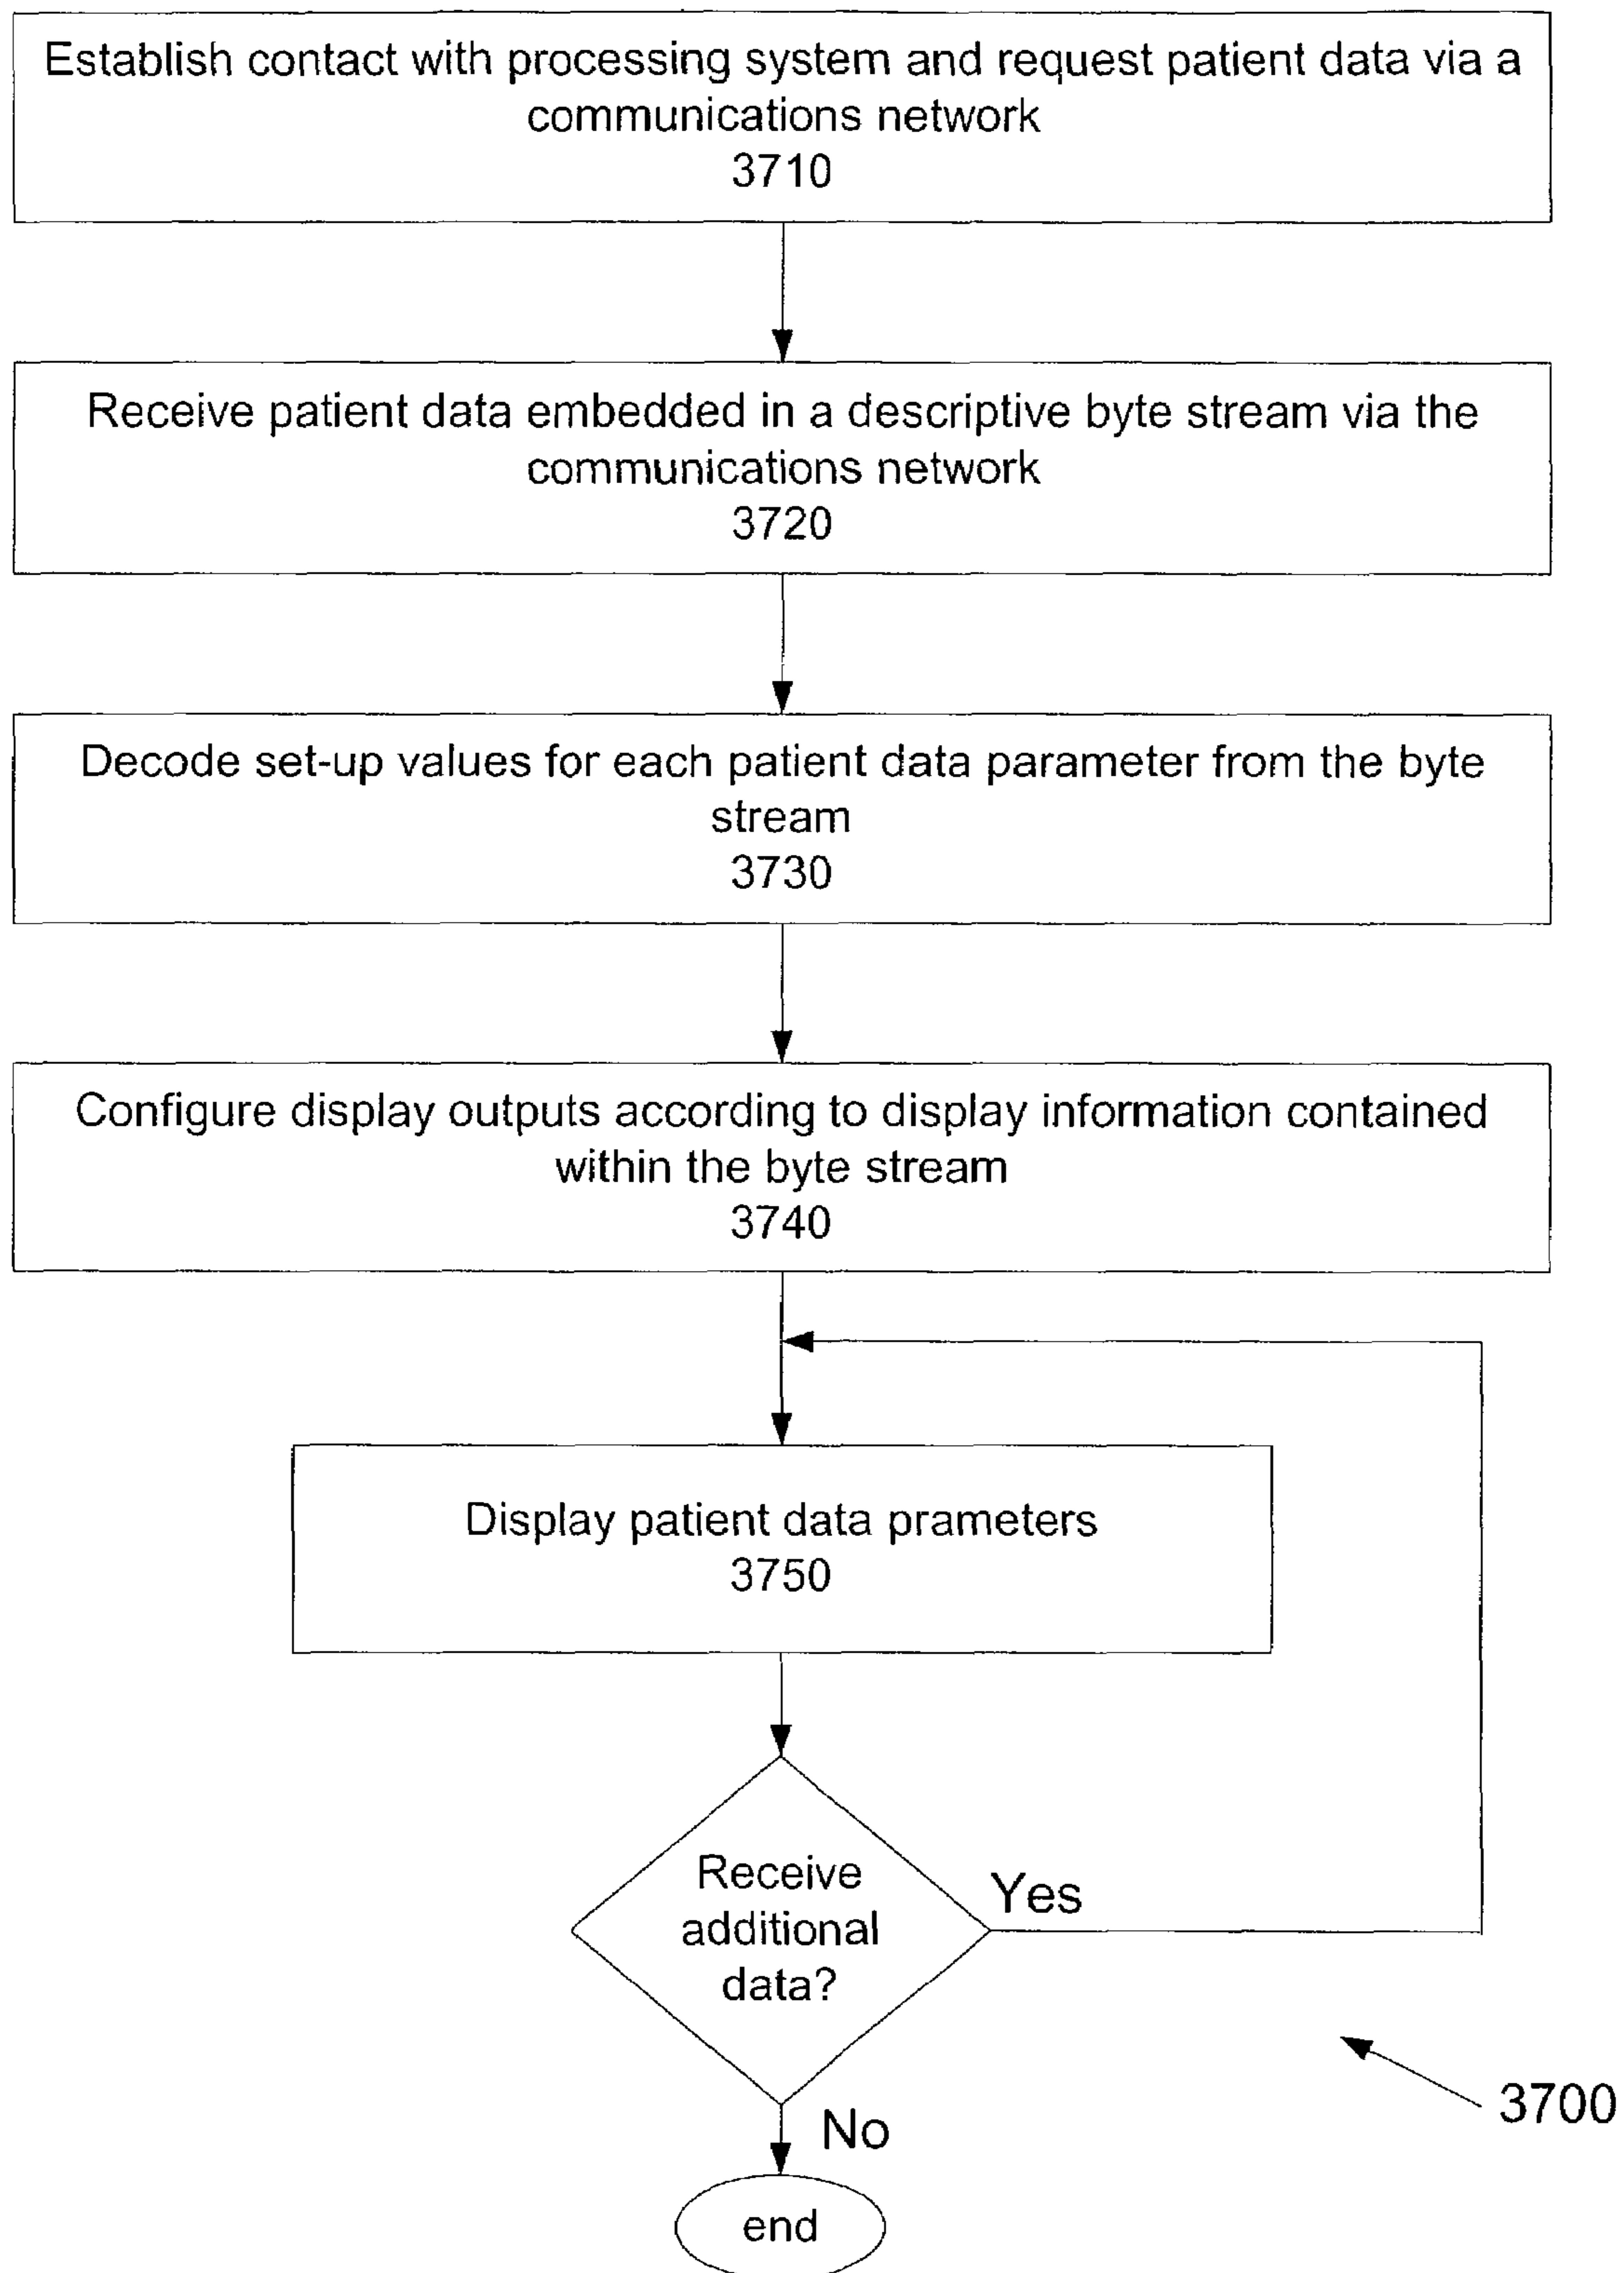 Establish contact with processing system and request patient data via a
communications network
3710
Receive patient data embedded in a descriptive byte stream via the
communications network
3720
Decode set-up values for each patient data parameter from the byte
stream
3730
Configure display outputs according to display information contained
within the byte stream
3740
Display patient data prameters
3750
Receive
additional
data?
Yes
No
3700
end